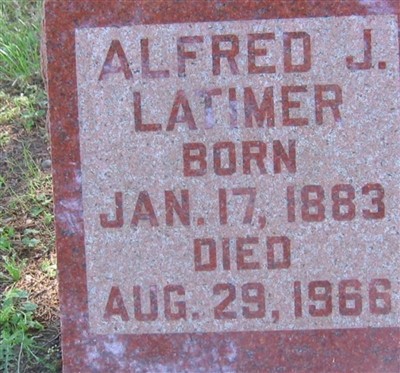 ALFRED J.
LATIMER
BORN
JAN. 17, 1883
DIED
AUG. 29, 1966